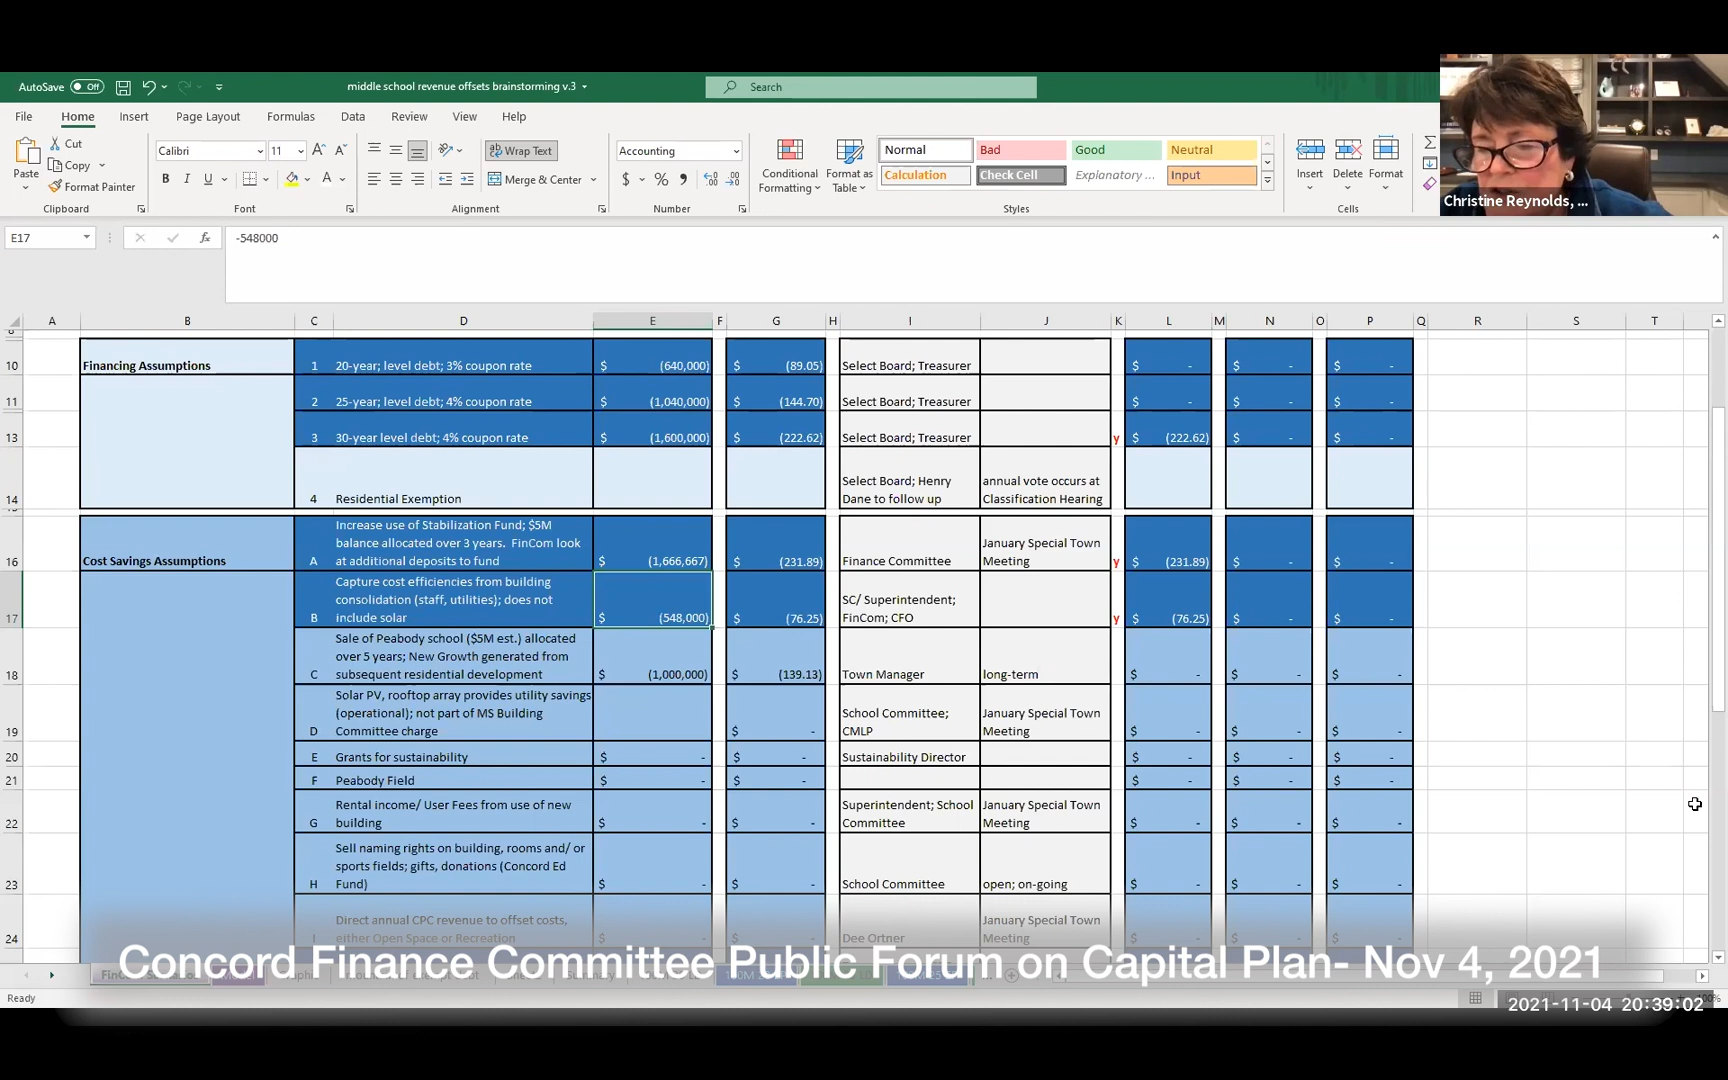 AutoSave Off middle school revenue offsets brainstorming v.3 Search
File Home Insert Page Layout Formulas Data Review View Help
Paste Cut Copy Format Painter Clipboard
Calibri 11 B I U A Font
ab Wrap Text Merge & Center Alignment
Accounting $ % Number
Conditional Formatting Format as Table
Normal Bad Good Neutral
Calculation Check Cell Explanatory ... Input
Styles
Insert Delete Format
Cells
Christine Reynolds, ...
E17 fx -548000
A B C D E F G H I J K L M N O P Q R S T
10 Financing Assumptions 1 20-year; level debt; 3% coupon rate $ (640,000) $ (89.05) Select Board; Treasurer $ - $ - $ -
11 2 25-year; level debt; 4% coupon rate $ (1,040,000) $ (144.70) Select Board; Treasurer $ - $ - $ -
13 3 30-year level debt; 4% coupon rate $ (1,600,000) $ (222.62) Select Board; Treasurer y $ (222.62) $ - $ -
Select Board; Henry annual vote occurs at
14 4 Residential Exemption Dane to follow up Classification Hearing
Increase use of Stabilization Fund; $5M
balance allocated over 3 years. FinCom look January Special Town
16 Cost Savings Assumptions A at additional deposits to fund $ (1,666,667) $ (231.89) Finance Committee Meeting y $ (231.89) $ - $ -
Capture cost efficiencies from building
consolidation (staff, utilities); does not SC/ Superintendent;
17 B include solar $ (548,000) $ (76.25) FinCom; CFO y $ (76.25) $ - $ -
Sale of Peabody school ($5M est.) allocated
over 5 years; New Growth generated from
18 C subsequent residential development $ (1,000,000) $ (139.13) Town Manager long-term $ - $ - $ -
Solar PV, rooftop array provides utility savings
(operational); not part of MS Building School Committee; January Special Town
19 D Committee charge $ - CMLP Meeting $ - $ - $ -
20 E Grants for sustainability $ - $ - Sustainability Director $ - $ - $ -
21 F Peabody Field $ - $ - $ - $ - $ -
Rental income/ User Fees from use of new Superintendent; School January Special Town
22 G building $ - $ - Committee Meeting $ - $ - $ -
Sell naming rights on building, rooms and/ or
sports fields; gifts, donations (Concord Ed
23 H Fund) $ - $ - School Committee open; on-going $ - $ - $ -
Direct annual CPC revenue to offset costs, January Special Town
24 I either Open Space or Recreation $ - $ - Dee Ortner Meeting $ - $ - $ -
Concord Finance Committee Public Forum on Capital Plan- Nov 4, 2021
Ready
2021-11-04 20:39:02